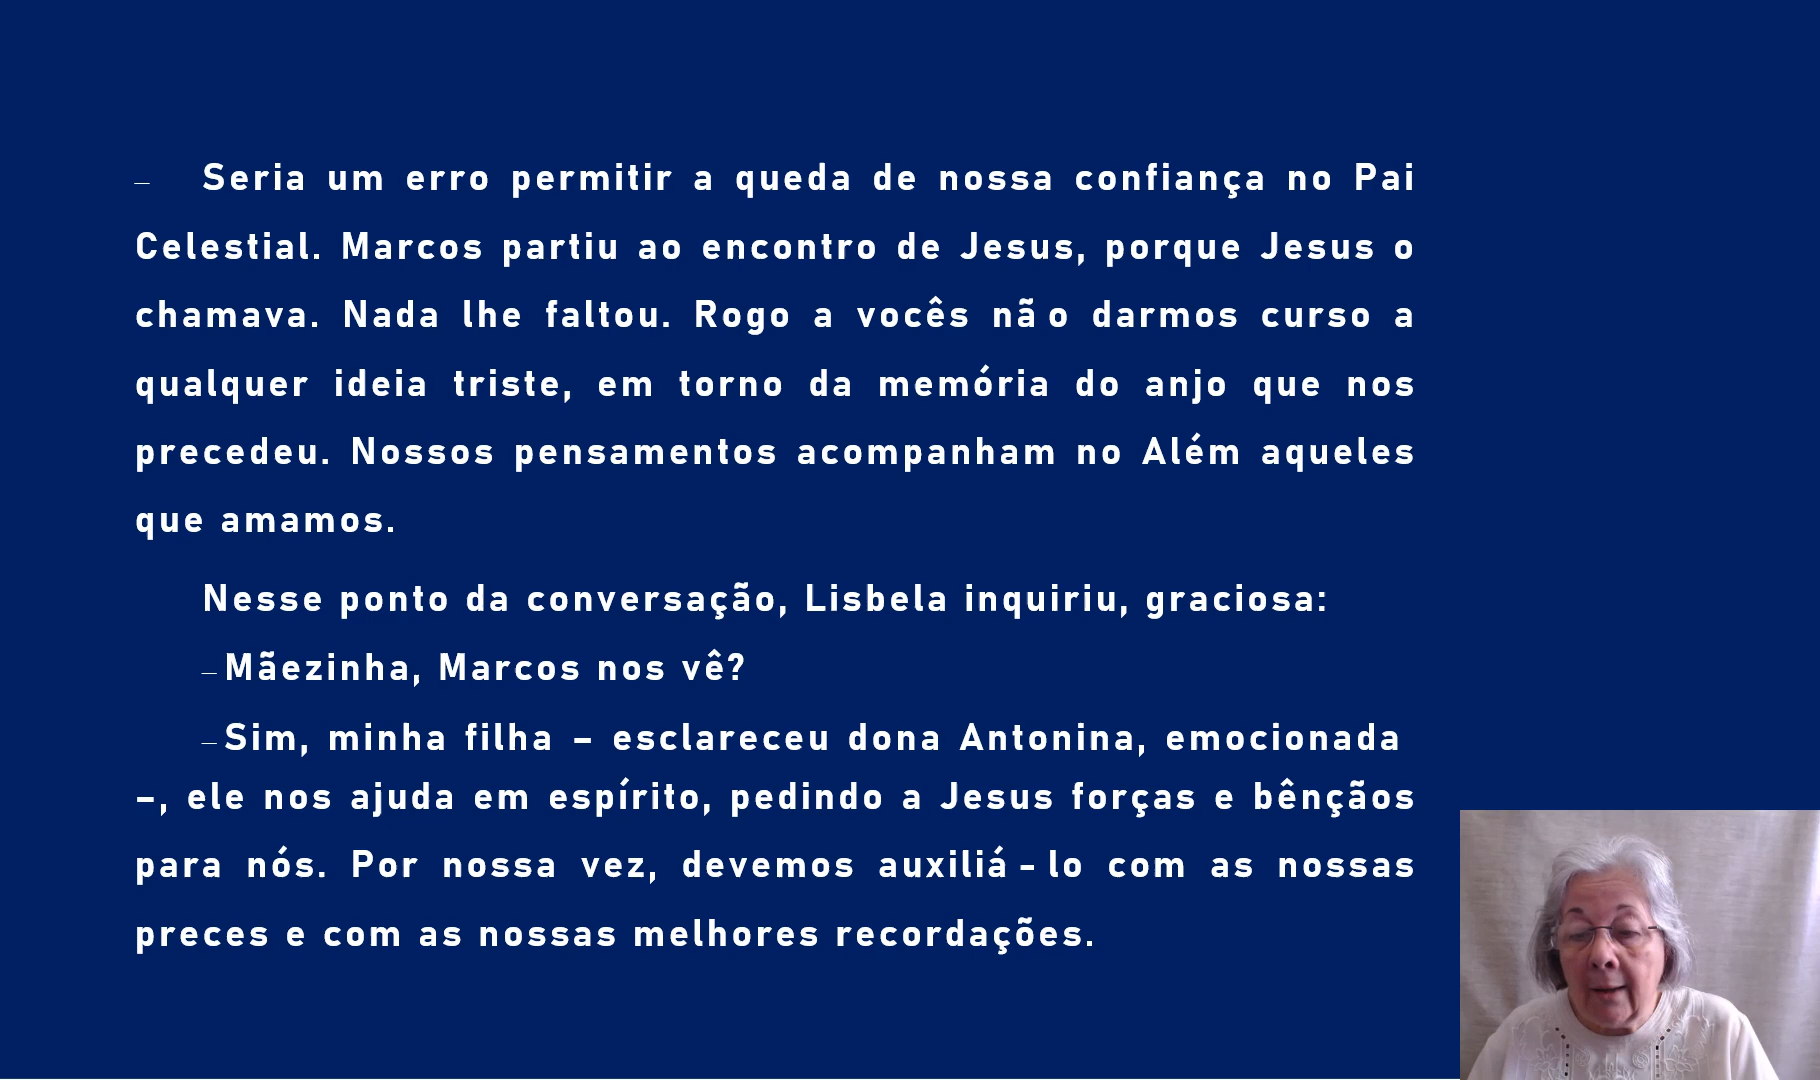 – Seria um erro permitir a queda de nossa confiança no Pai
Celestial. Marcos partiu ao encontro de Jesus, porque Jesus o
chamava. Nada lhe faltou. Rogo a vocês não darmos curso a
qualquer ideia triste, em torno da memória do anjo que nos
precedeu. Nossos pensamentos acompanham no Além aqueles
que amamos.
Nesse ponto da conversação, Lisbela inquiriu, graciosa:
– Mãezinha, Marcos nos vê?
– Sim, minha filha – esclareceu dona Antonina, emocionada
–, ele nos ajuda em espírito, pedindo a Jesus forças e bênçãos
para nós. Por nossa vez, devemos auxiliá-lo com as nossas
preces e com as nossas melhores recordações.